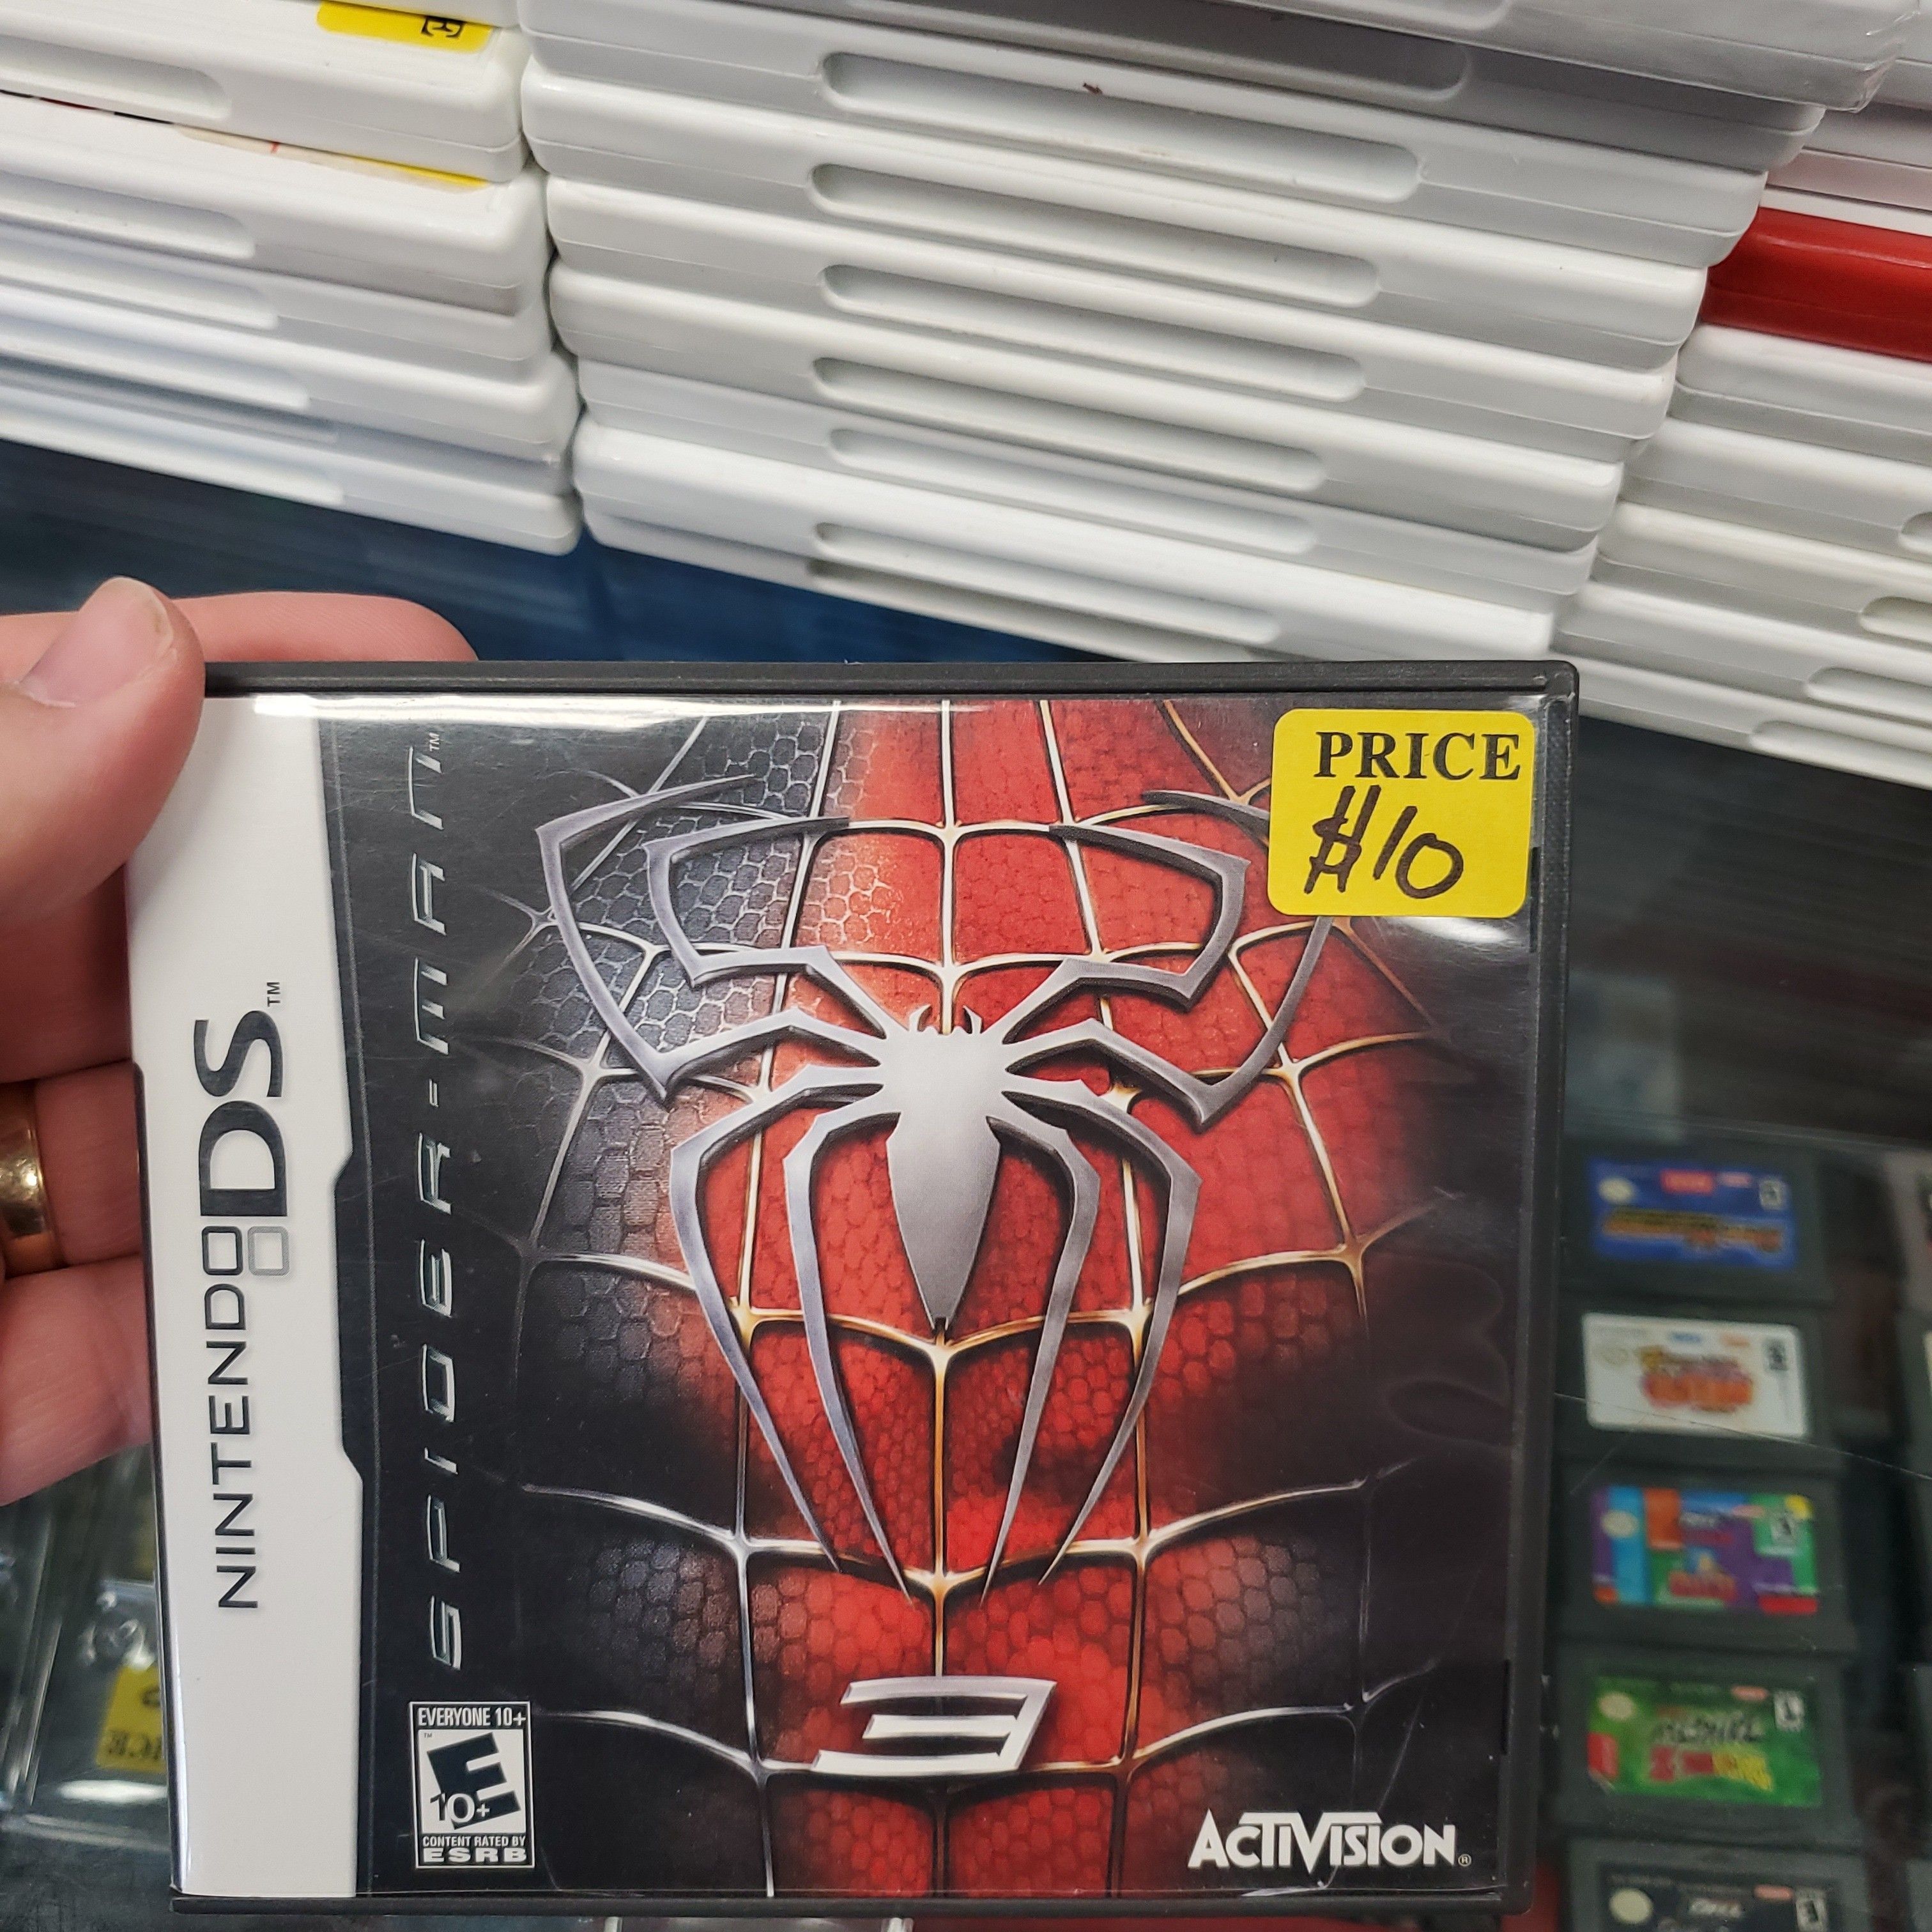 PRICE
$10
SPIDER-MAN™
NINTENDO DS™
3
EVERYONE 10+
E
10+
CONTENT RATED BY
ESRB
ACTIVISION®